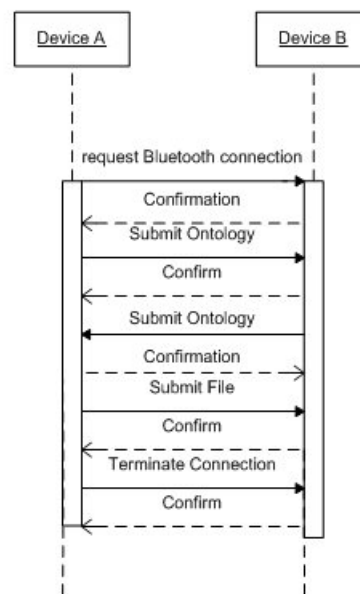 Device A
Device B
request Bluetooth connection
Confirmation
Submit Ontology
Confirm
Submit Ontology
Confirmation
Submit File
Confirm
Terminate Connection
Confirm